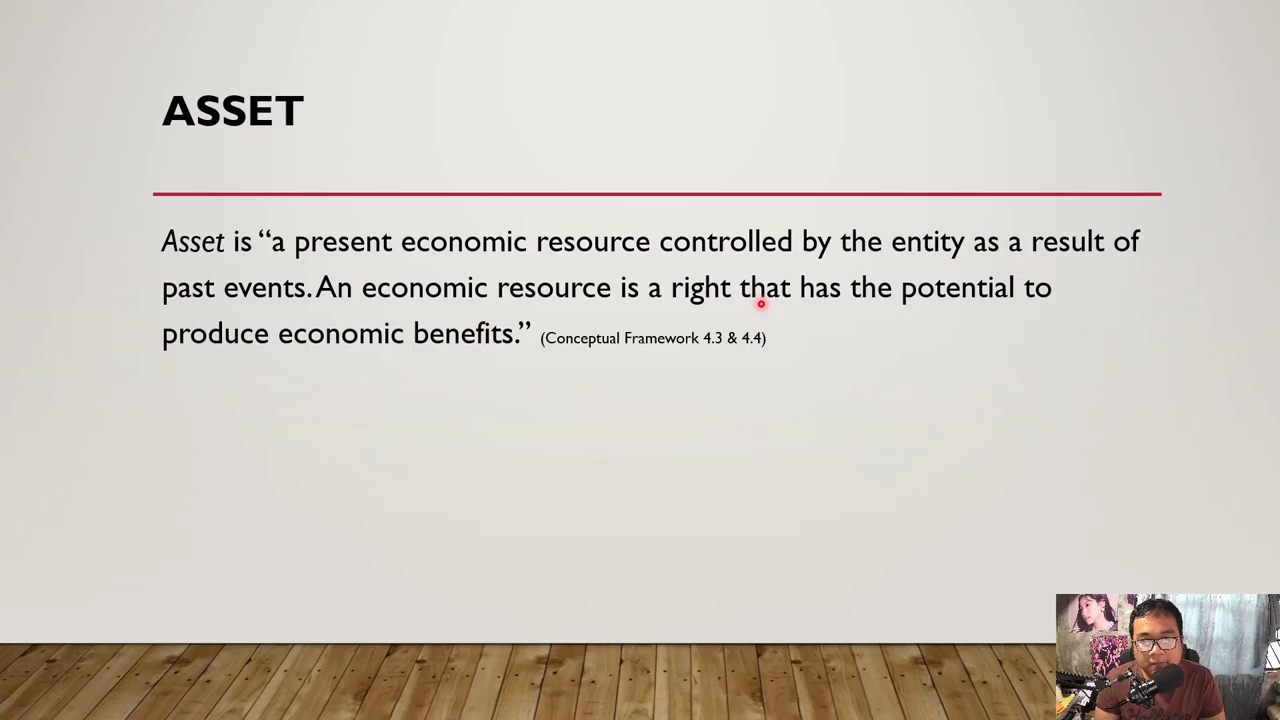 ASSET
Asset is “a present economic resource controlled by the entity as a result of
past events. An economic resource is a right that has the potential to
produce economic benefits.” (Conceptual Framework 4.3 & 4.4)